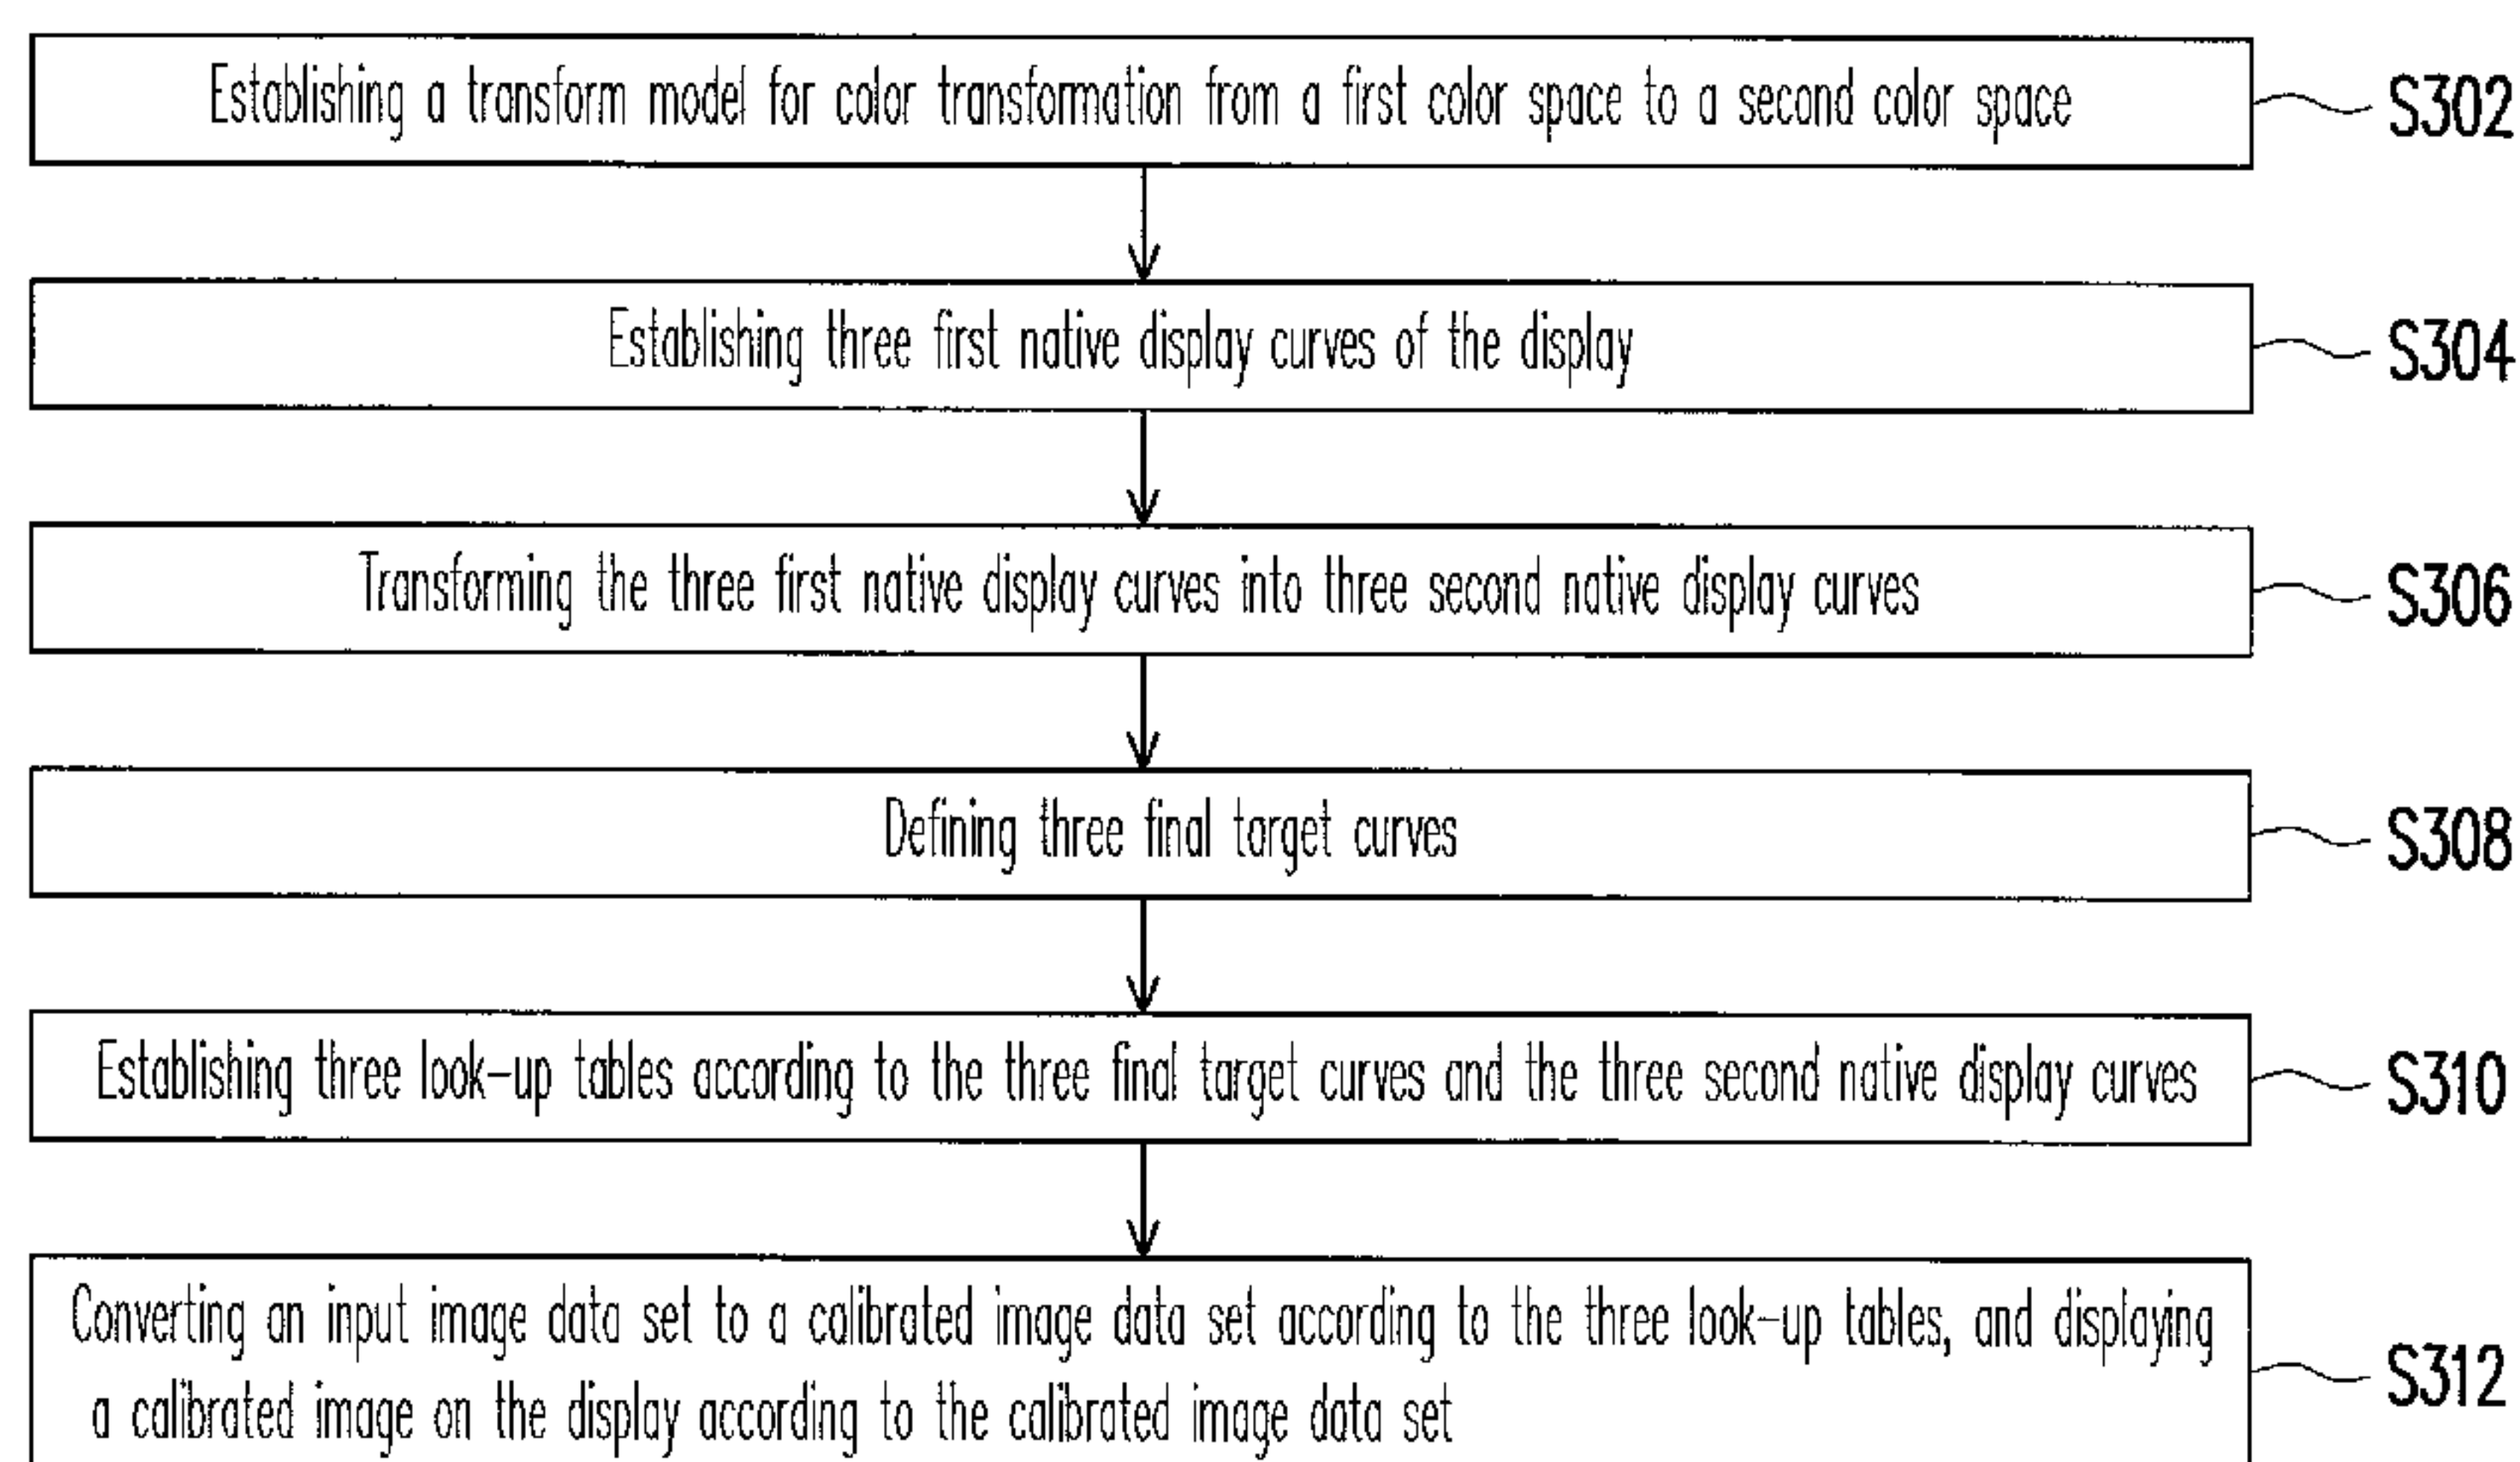 Establishing a transform model for color transformation from a first color space to a second color space
S302
Establishing three first native display curves of the display
S304
Transforming the three first native display curves into three second native display curves
S306
Defining three final target curves
S308
Establishing three look-up tables according to the three final target curves and the three second native display curves
S310
Converting an input image data set to a calibrated image data set according to the three look-up tables, and displaying
a calibrated image on the display according to the calibrated image data set
S312